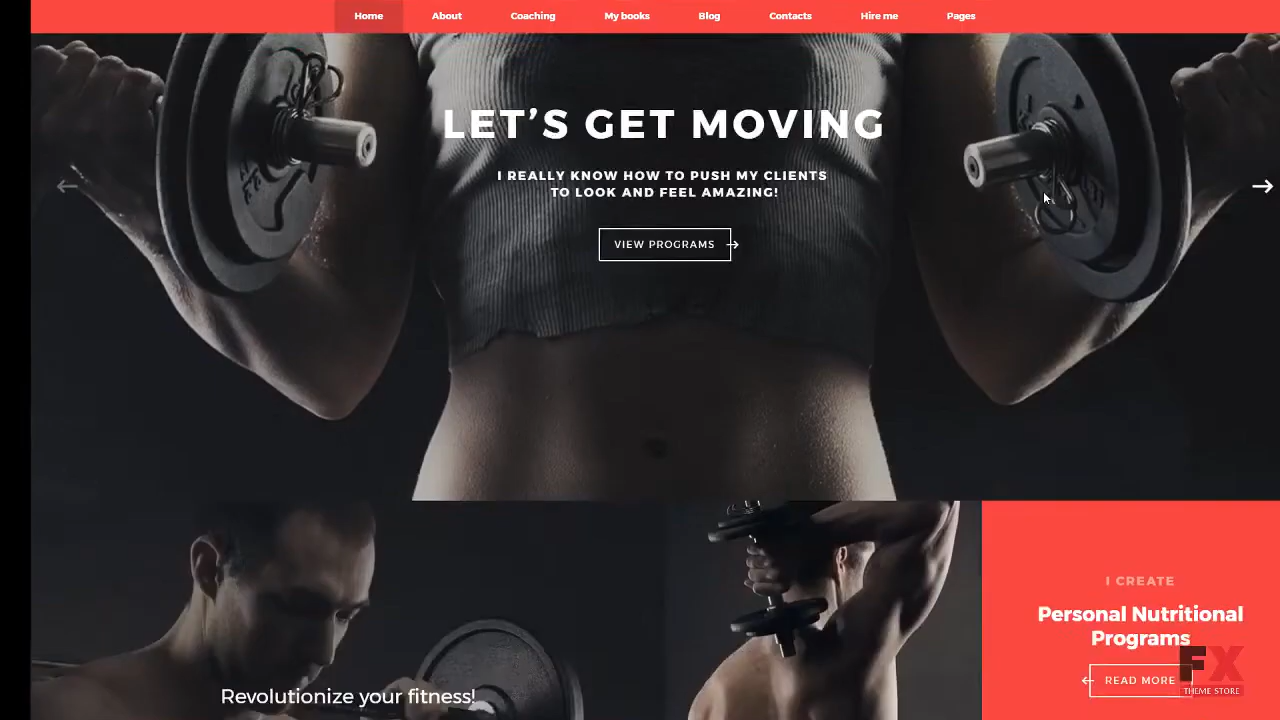 Home About Coaching My books Blog Contacts Hire me Pages
LET'S GET MOVING
I REALLY KNOW HOW TO PUSH MY CLIENTS
TO LOOK AND FEEL AMAZING!
VIEW PROGRAMS
I CREATE
Personal Nutritional
Programs
READ MORE
Revolutionize your fitness!
FX
THEME STORE